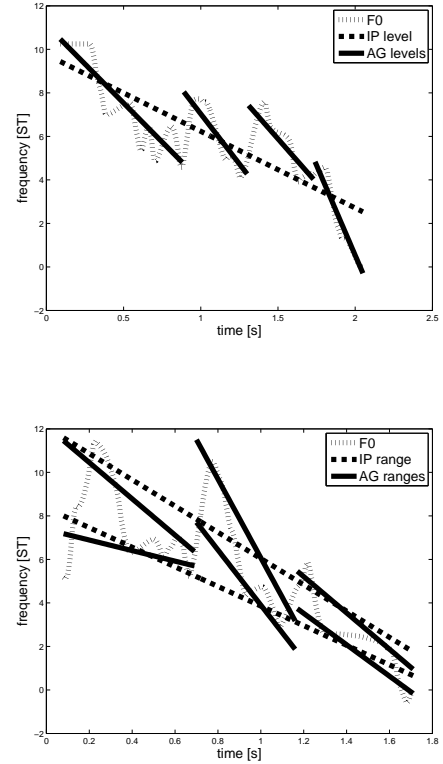 12
10
8
6
4
2
0
−2
frequency [ST]
F0
IP level
AG levels
0 0.5 1 1.5 2 2.5
time [s]
12
10
8
6
4
2
0
−2
frequency [ST]
F0
IP range
AG ranges
0 0.2 0.4 0.6 0.8 1 1.2 1.4 1.6 1.8
time [s]